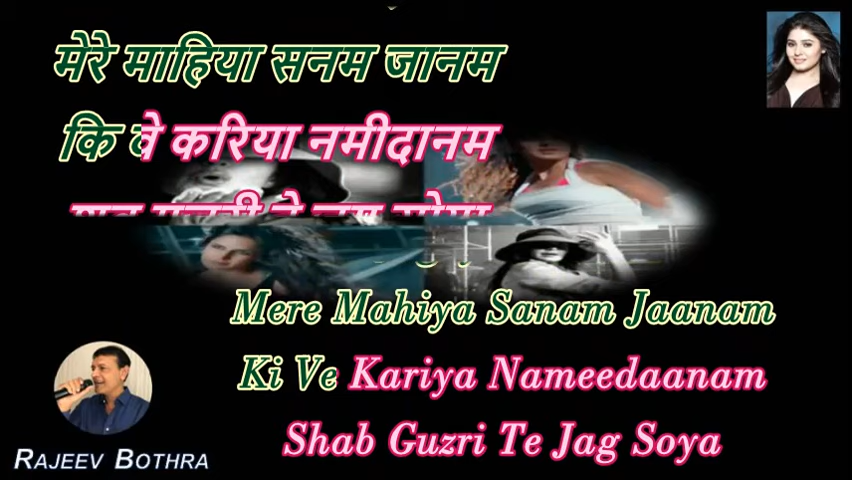 मेरे माहिया सनम जानम
कि वे करिया नमीदानम
Mere Mahiya Sanam Jaanam
Ki Ve Kariya Nameedaanam
Shab Guzri Te Jag Soya
RAJEEV BOTHRA